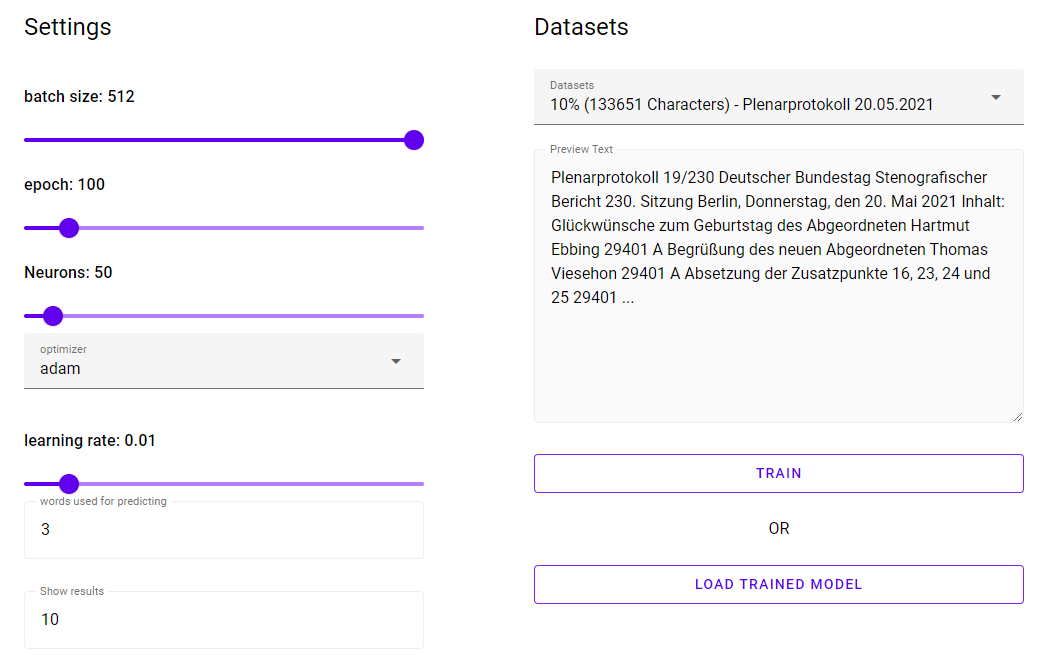 Settings
batch size: 512
epoch: 100
Neurons: 50
optimizer
adam
learning rate: 0.01
words used for predicting
3
Show results
10
Datasets
Datasets
10% (133651 Characters) - Plenarprotokoll 20.05.2021
Preview Text
Plenarprotokoll 19/230 Deutscher Bundestag Stenografischer
Bericht 230. Sitzung Berlin, Donnerstag, den 20. Mai 2021 Inhalt:
Glückwünsche zum Geburtstag des Abgeordneten Hartmut
Ebbing 29401 A Begrüßung des neuen Abgeordneten Thomas
Viesehon 29401 A Absetzung der Zusatzpunkte 16, 23, 24 und
25 29401 ...
TRAIN
OR
LOAD TRAINED MODEL